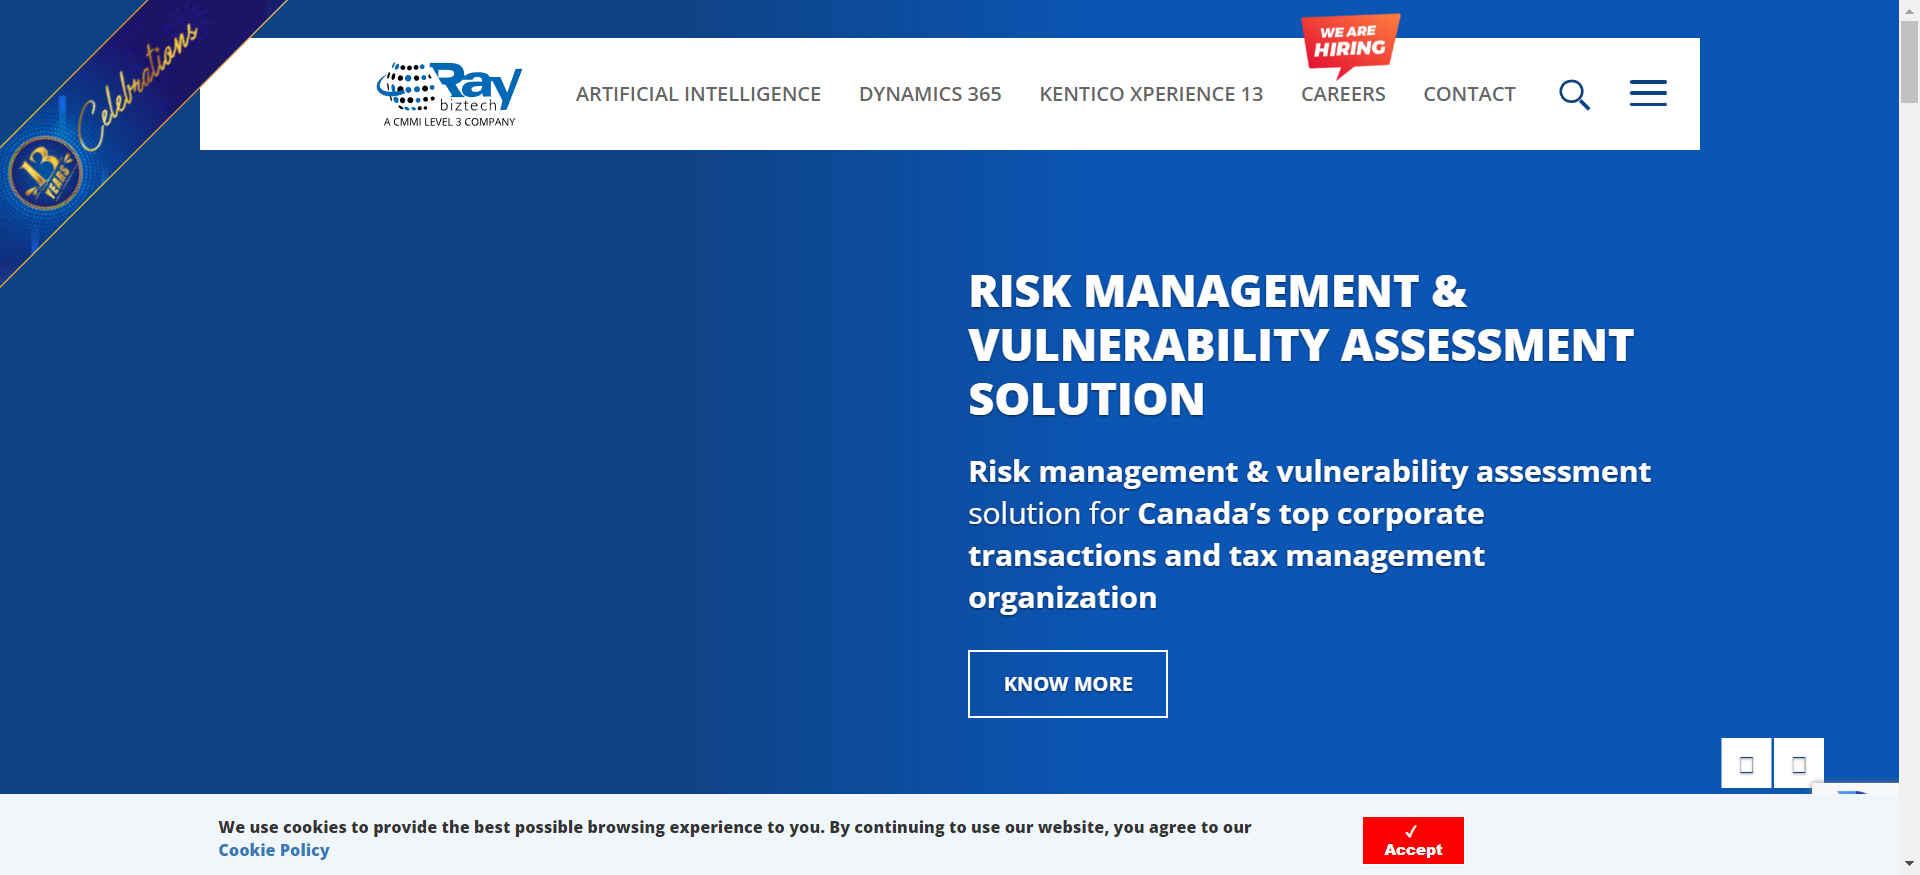 Celebrations
13
YEARS
Ray
biztech
A CMMI LEVEL 3 COMPANY
ARTIFICIAL INTELLIGENCE
DYNAMICS 365
KENTICO XPERIENCE 13
WE ARE
HIRING
CAREERS
CONTACT
RISK MANAGEMENT &
VULNERABILITY ASSESSMENT
SOLUTION
Risk management & vulnerability assessment
solution for Canada’s top corporate
transactions and tax management
organization
KNOW MORE
We use cookies to provide the best possible browsing experience to you. By continuing to use our website, you agree to our
Cookie Policy
✓
Accept